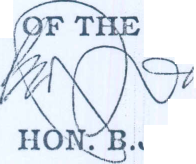 OF THE
HON. B.